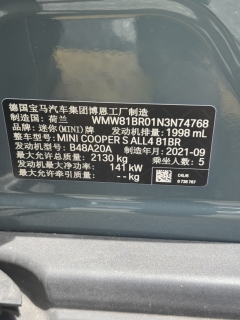 德国宝马汽车集团博恩工厂制造
制造国：荷兰 WMW81BR01N3N74768
品牌：迷你(MINI)牌 发动机排量：1998 mL
整车型号：MINI COOPER S ALL4 81BR
发动机型号：B48A20A 制造年月：2021-09
最大允许总质量：2130 kg 乘坐人数：5
发动机最大净功率：141 kW
最大允许牵引质量：-- kg